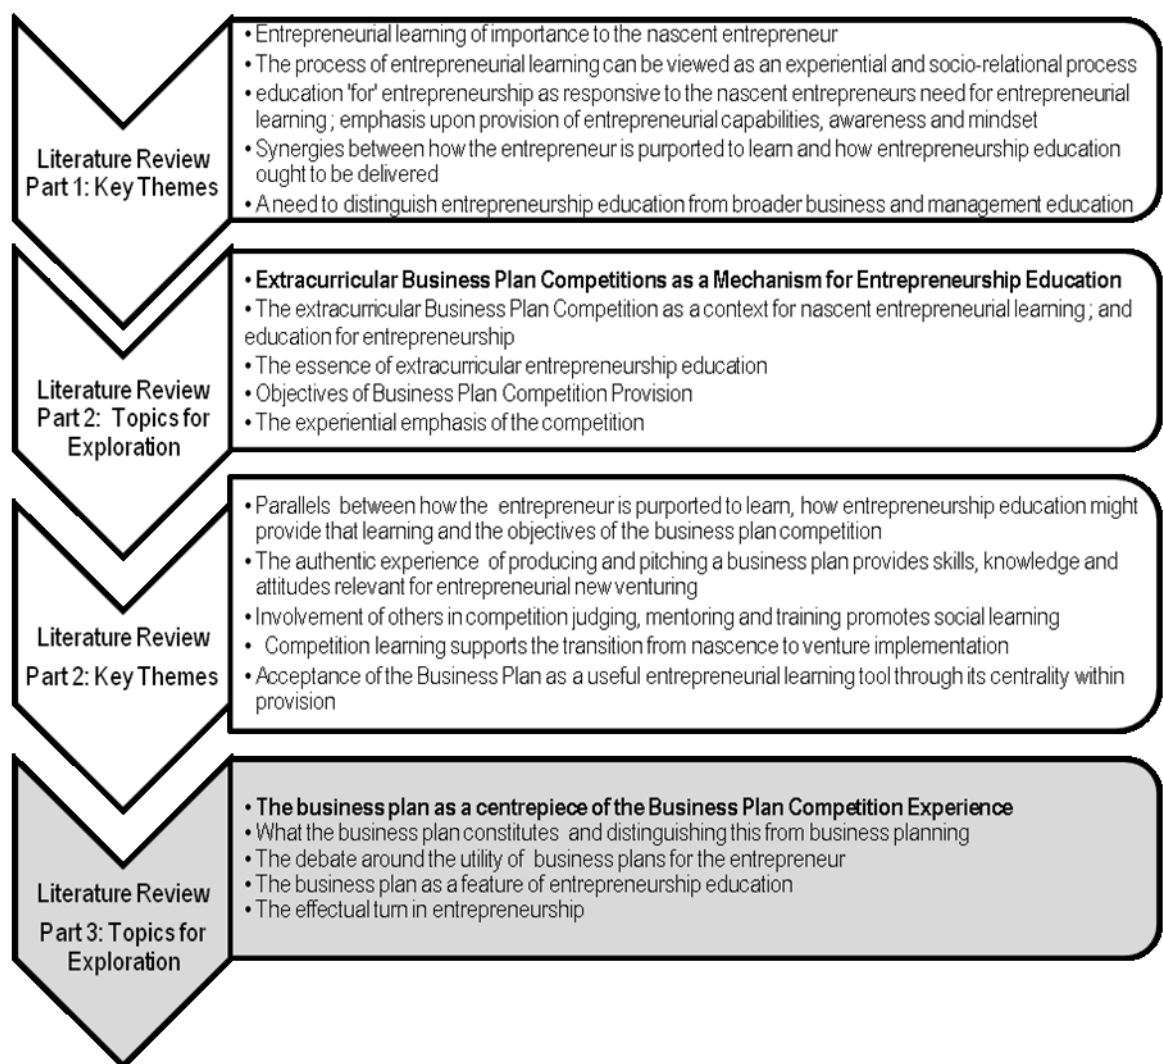 • Entrepreneurial learning of importance to the nascent entrepreneur
• The process of entrepreneurial learning can be viewed as an experiential and socio-relational process
• education 'for' entrepreneurship as responsive to the nascent entrepreneurs need for entrepreneurial
learning; emphasis upon provision of entrepreneurial capabilities, awareness and mindset
• Synergies between how the entrepreneur is purported to learn and how entrepreneurship education
ought to be delivered
• A need to distinguish entrepreneurship education from broader business and management education
Literature Review
Part 1: Key Themes
• Extracurricular Business Plan Competitions as a Mechanism for Entrepreneurship Education
• The extracurricular Business Plan Competition as a context for nascent entrepreneurial learning; and
education for entrepreneurship
• The essence of extracurricular entrepreneurship education
• Objectives of Business Plan Competition Provision
• The experiential emphasis of the competition
Literature Review
Part 2: Topics for
Exploration
• Parallels between how the entrepreneur is purported to learn, how entrepreneurship education might
provide that learning and the objectives of the business plan competition
• The authentic experience of producing and pitching a business plan provides skills, knowledge and
attitudes relevant for entrepreneurial new venturing
• Involvement of others in competition judging, mentoring and training promotes social learning
• Competition learning supports the transition from nascence to venture implementation
• Acceptance of the Business Plan as a useful entrepreneurial learning tool through its centrality within
provision
Literature Review
Part 2: Key Themes
• The business plan as a centrepiece of the Business Plan Competition Experience
• What the business plan constitutes and distinguishing this from business planning
• The debate around the utility of business plans for the entrepreneur
• The business plan as a feature of entrepreneurship education
• The effectual turn in entrepreneurship
Literature Review
Part 3: Topics for
Exploration